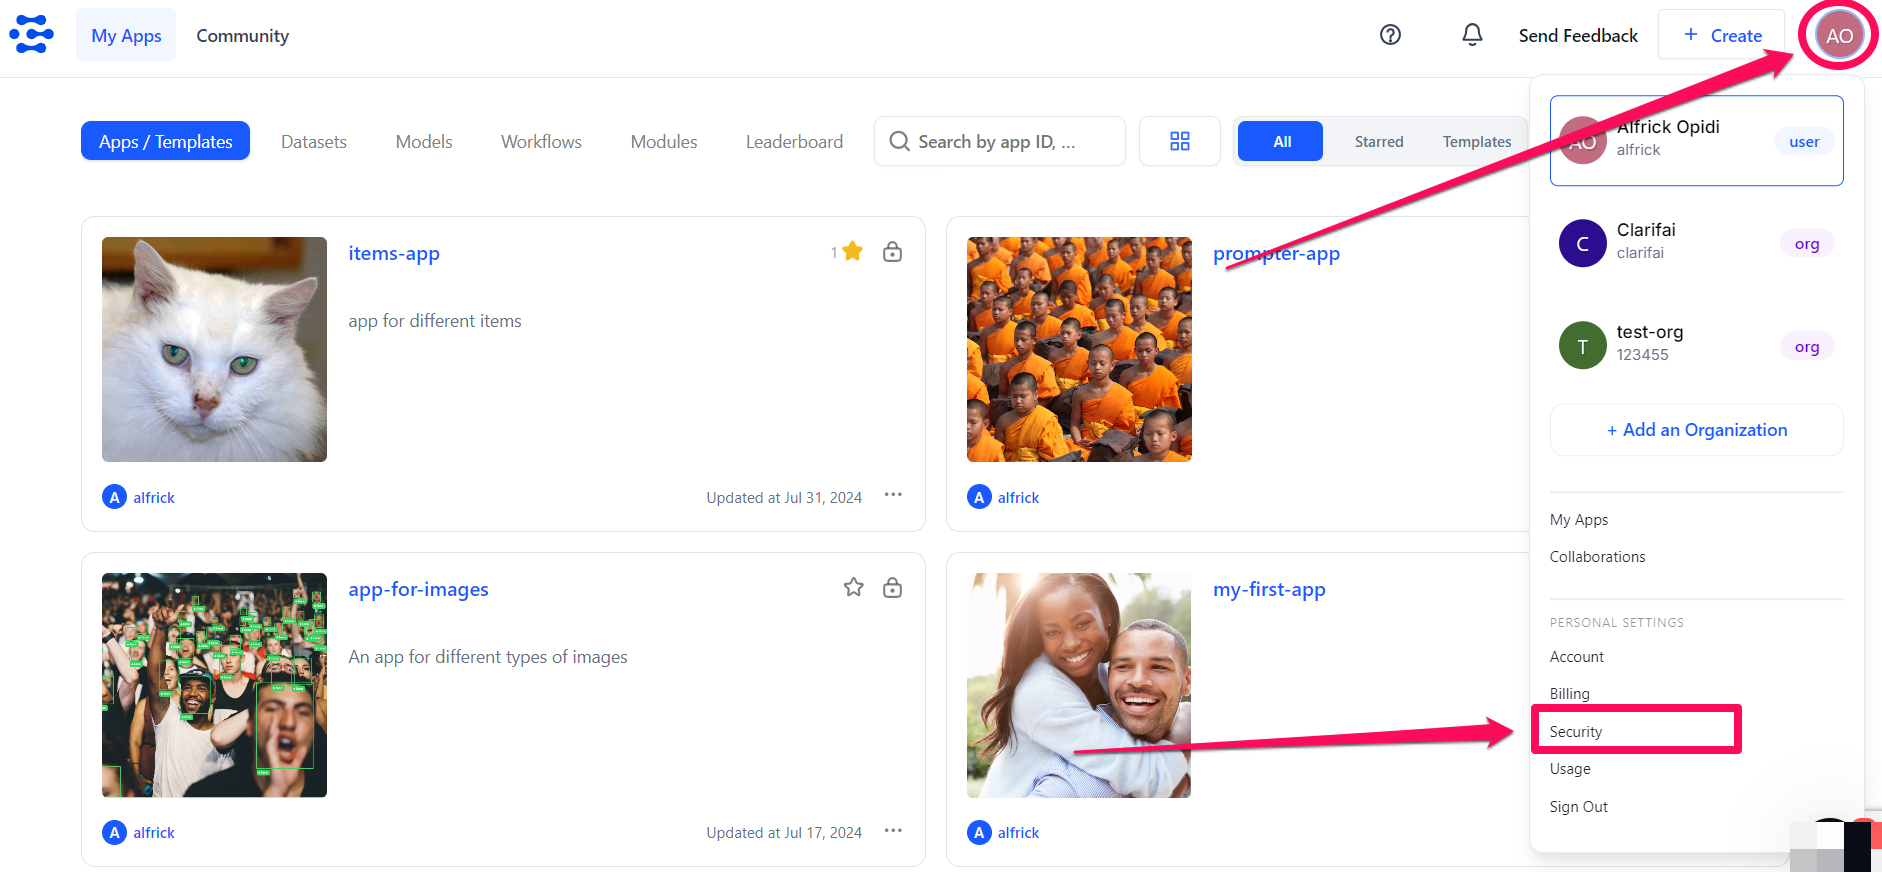 My Apps
Community
Send Feedback
+ Create
AO
Apps / Templates
Datasets
Models
Workflows
Modules
Leaderboard
Search by app ID, ...
All
Starred
Templates
AO
Alfrick Opidi
alfrick
user
C
Clarifai
clarifai
org
T
test-org
123455
org
+ Add an Organization
My Apps
Collaborations
PERSONAL SETTINGS
Account
Billing
Security
Usage
Sign Out
items-app
1
app for different items
A alfrick
Updated at Jul 31, 2024
prompter-app
A alfrick
app-for-images
An app for different types of images
A alfrick
Updated at Jul 17, 2024
my-first-app
A alfrick